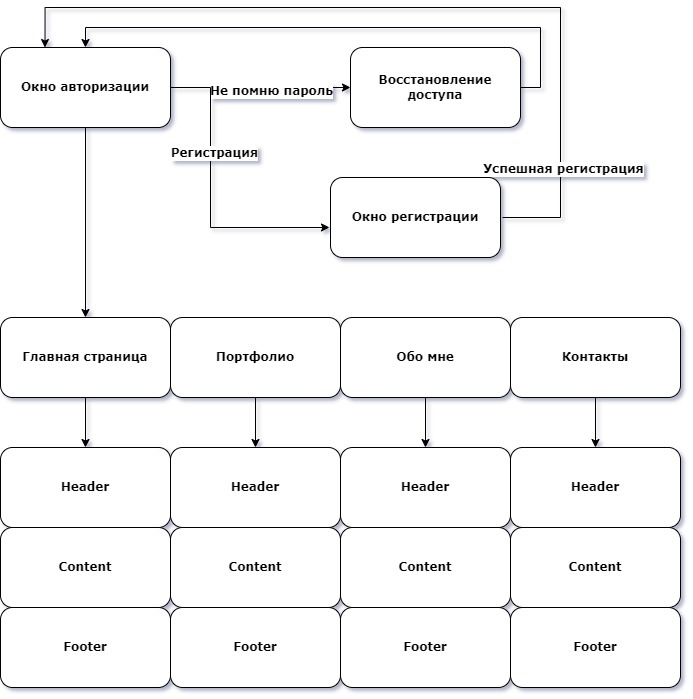 Окно авторизации
Не помню пароль
Восстановление
доступа
Регистрация
Успешная регистрация
Окно регистрации
Главная страница
Портфолио
Обо мне
Контакты
Header
Header
Header
Header
Content
Content
Content
Content
Footer
Footer
Footer
Footer